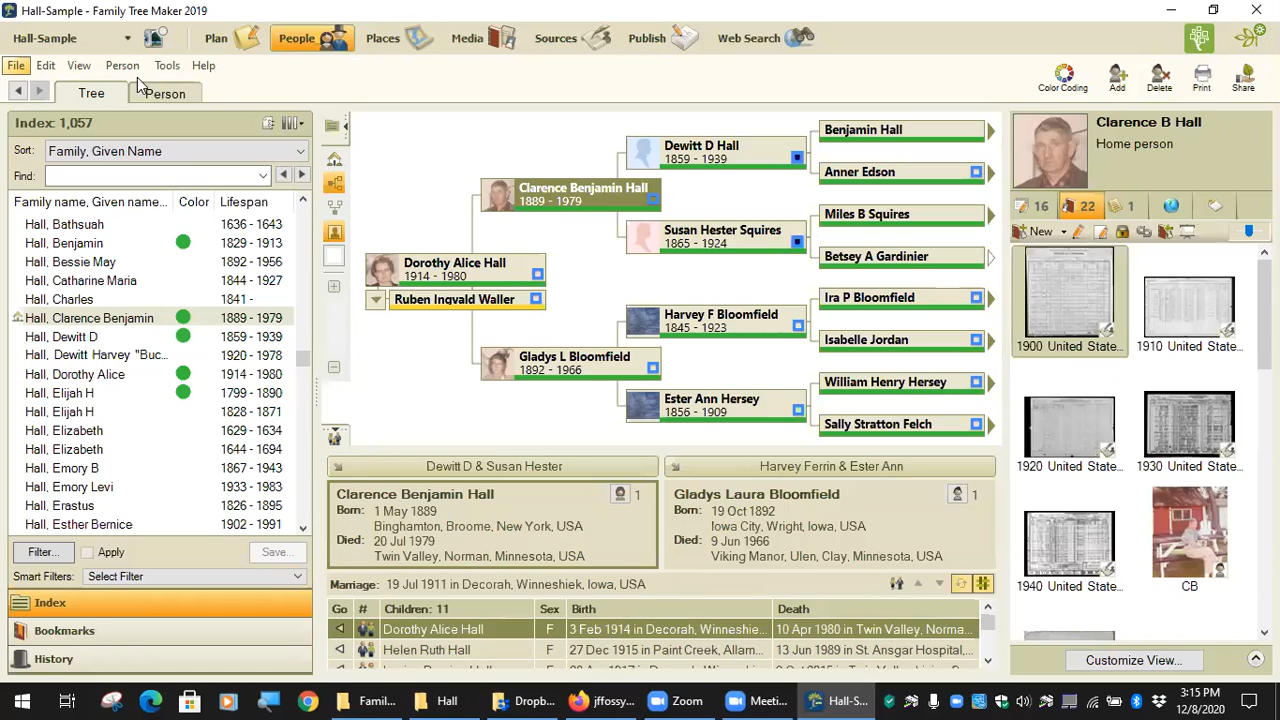 Hall-Sample - Family Tree Maker 2019
Hall-Sample
Plan
People
Places
Media
Sources
Publish
Web Search
File
Edit
View
Person
Tools
Help
Tree
Person
Color Coding
Add
Delete
Print
Share
Index: 1,057
Sort:
Family, Given Name
Find:
Family name, Given name...
Color
Lifespan
Hall, Bathsuah 1636 - 1643
Hall, Benjamin 1829 - 1913
Hall, Bessie May 1892 - 1956
Hall, Catharine Maria 1844 - 1927
Hall, Charles 1841 -
Hall, Clarence Benjamin 1889 - 1979
Hall, Dewitt D 1859 - 1939
Hall, Dewitt Harvey "Buc... 1920 - 1978
Hall, Dorothy Alice 1914 - 1980
Hall, Elijah H 1799 - 1890
Hall, Elijah H 1828 - 1871
Hall, Elizabeth 1629 - 1634
Hall, Elizabeth 1644 - 1694
Hall, Emory B 1867 - 1943
Hall, Emory Levi 1933 - 1983
Hall, Erastus 1825 - 1871
Hall, Esther Bernice 1902 - 1991
Filter...
Apply
Save...
Smart Filters:
Select Filter
Index
Bookmarks
History
Dorothy Alice Hall
1914 - 1980
Ruben Ingvald Waller
Clarence Benjamin Hall
1889 - 1979
Gladys L Bloomfield
1892 - 1966
Dewitt D Hall
1859 - 1939
Susan Hester Squires
1865 - 1924
Harvey F Bloomfield
1845 - 1923
Ester Ann Hersey
1856 - 1909
Benjamin Hall
Anner Edson
Miles B Squires
Betsey A Gardinier
Ira P Bloomfield
Isabelle Jordan
William Henry Hersey
Sally Stratton Felch
Dewitt D & Susan Hester
Harvey Ferrin & Ester Ann
Clarence Benjamin Hall
1
Born: 1 May 1889
Binghamton, Broome, New York, USA
Died: 20 Jul 1979
Twin Valley, Norman, Minnesota, USA
Gladys Laura Bloomfield
1
Born: 19 Oct 1892
Iowa City, Wright, Iowa, USA
Died: 9 Jun 1966
Viking Manor, Ulen, Clay, Minnesota, USA
Marriage: 19 Jul 1911 in Decorah, Winneshiek, Iowa, USA
Go # Children: 11 Sex Birth Death
Dorothy Alice Hall F 3 Feb 1914 in Decorah, Winneshie... 10 Apr 1980 in Twin Valley, Norma...
Helen Ruth Hall F 27 Dec 1915 in Paint Creek, Allam... 13 Jun 1989 in St. Ansgar Hospital,...
Clarence B Hall
Home person
16
22
1
New
1900 United State...
1910 United State...
1920 United State...
1930 United State...
1940 United State...
CB
Customize View...
Famil...
Hall
Dropb...
jffossy...
Zoom
Meeti...
Hall-S...
3:15 PM
12/8/2020